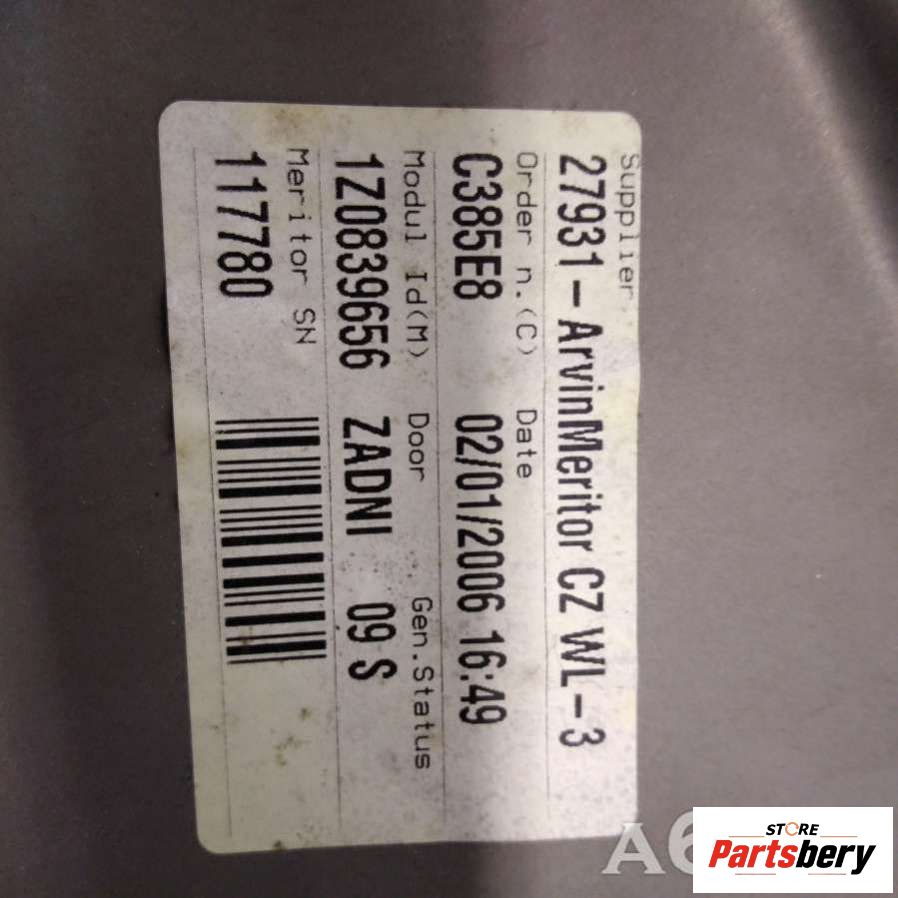 Supplier
27931-ArvinMeritor CZ WL-3
Order n.(C) Date
C385E8 02/01/2006 16:49
Modul Id(M) Door Gen.Status
1Z0839656 ZADNI 09 S
Meritor SN
117780
A6
STORE
Partsbery